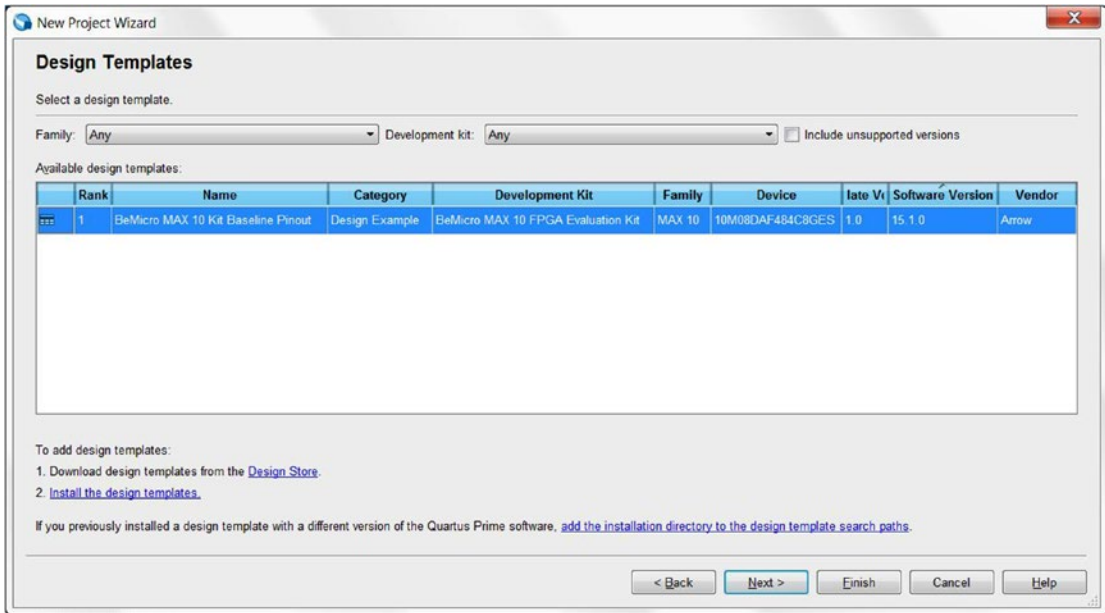 New Project Wizard
Design Templates
Select a design template.
Family: Any Development kit: Any Include unsupported versions
Available design templates:
Rank Name Category Development Kit Family Device late Ve Software Version Vendor
1 BeMicro MAX 10 Kit Baseline Pinout Design Example BeMicro MAX 10 FPGA Evaluation Kit MAX 10 10M08DAF484C8GES 1.0 15.1.0 Arrow
To add design templates:
1. Download design templates from the Design Store.
2. Install the design templates.
If you previously installed a design template with a different version of the Quartus Prime software, add the installation directory to the design template search paths.
< Back Next > Finish Cancel Help